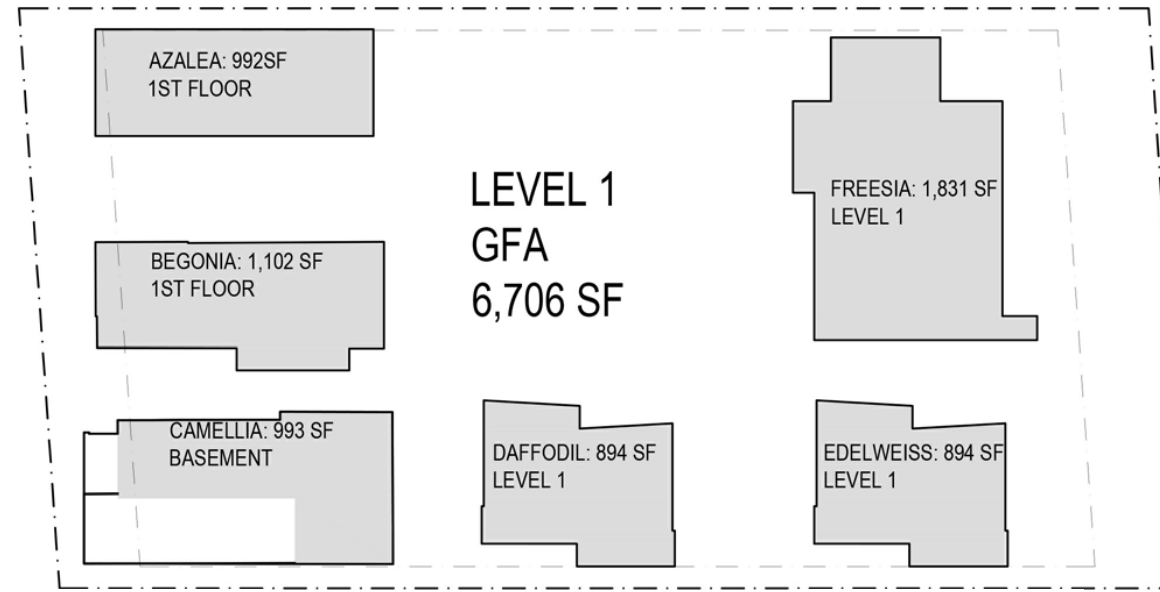 AZALEA: 992SF
1ST FLOOR
LEVEL 1
GFA
6,706 SF
FREESIA: 1,831 SF
LEVEL 1
BEGONIA: 1,102 SF
1ST FLOOR
CAMELLIA: 993 SF
BASEMENT
DAFFODIL: 894 SF
LEVEL 1
EDELWEISS: 894 SF
LEVEL 1